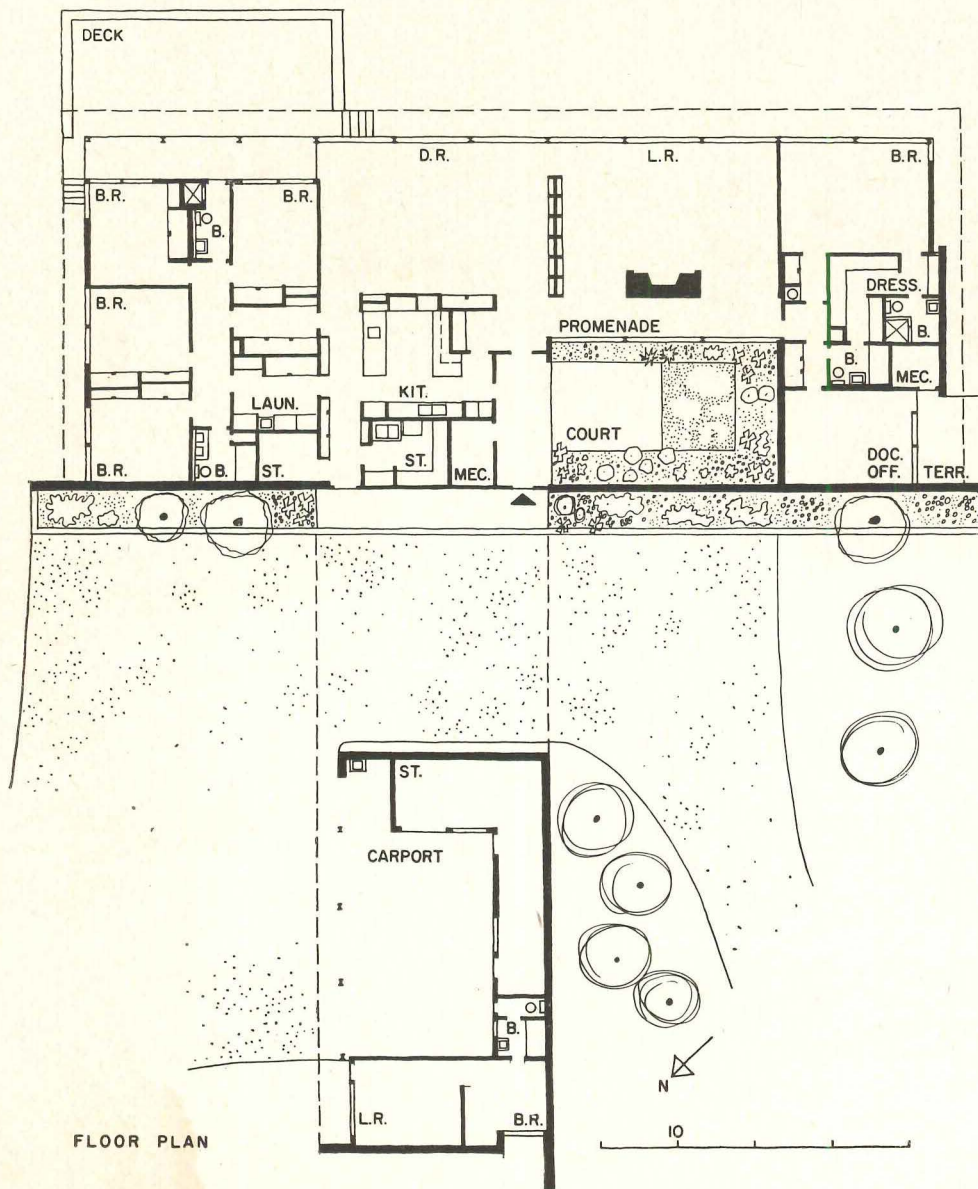 DECK
D.R.
L.R.
B.R.
B.R.
B.R.
B.
B.R.
DRESS.
PROMENADE
B.
B.
MEC.
LAUN.
KIT.
COURT
B.R.
B.
ST.
ST.
MEC.
DOC.
OFF.
TERR.
ST.
CARPORT
B.
N
L.R.
B.R.
FLOOR PLAN
10